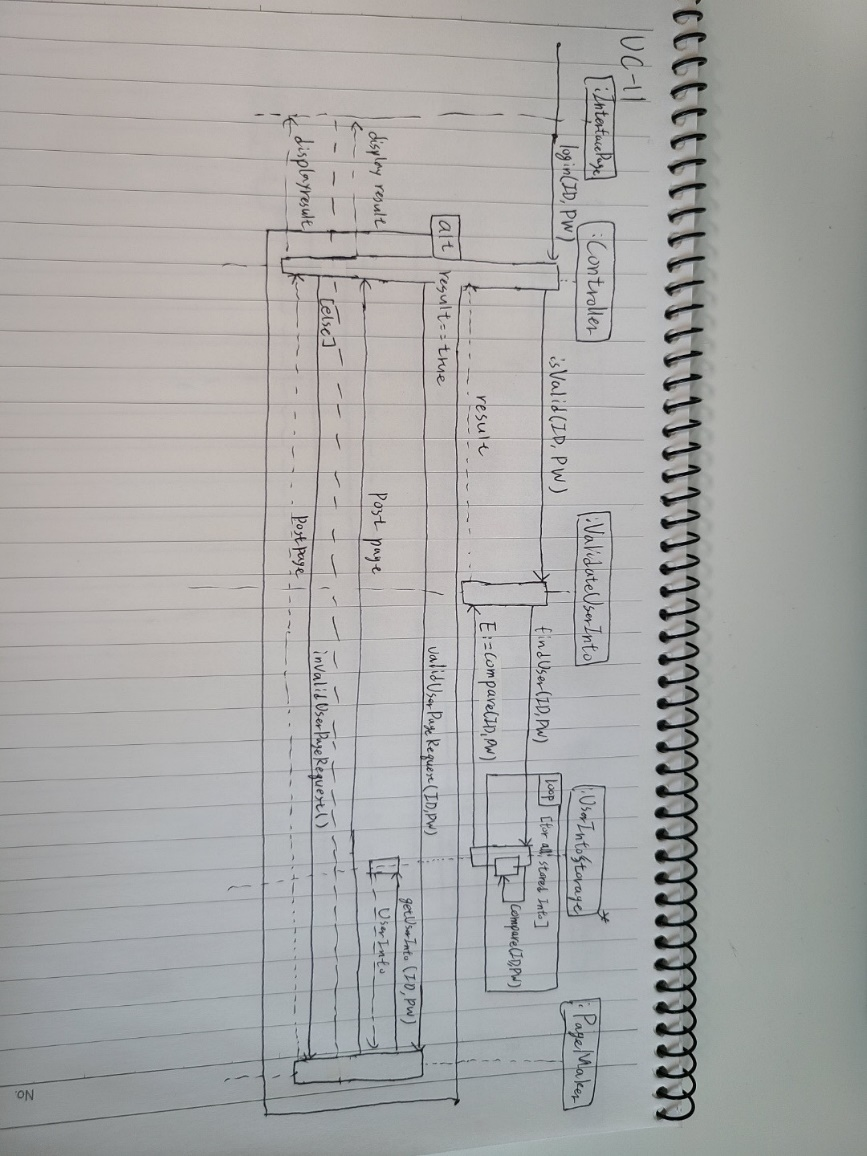 UC-11
:InterfacePage
:Controller
:ValidateUserInfo
:UserInfoStorage
*
:PageMaker
login(ID, PW)
isValid(ID, PW)
findUser(ID,PW)
loop
[for all stored Info]
Compare(ID,PW)
E:=Compare(ID,PW)
result
alt
result==true
validUserPageRequest(ID,PW)
getUserInfo(ID, PW)
UserInfo
Post page
display result
[else]
invalidUserPageRequest()
Post page
display result
No.